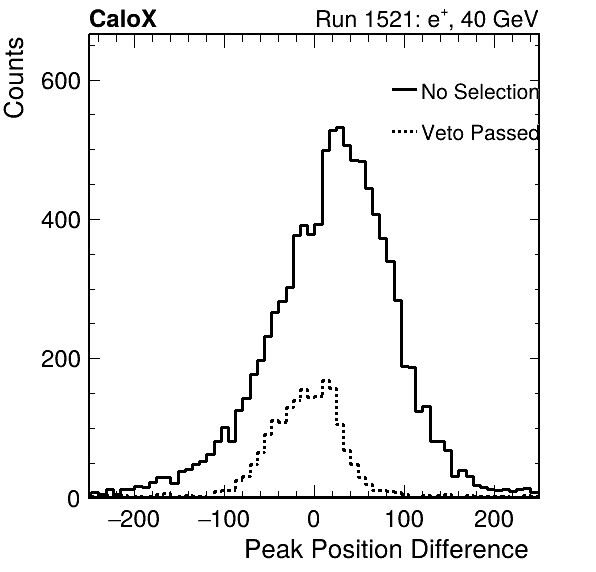 CaloX Run 1521: e⁺, 40 GeV
Counts
600
400
200
0
No Selection
Veto Passed
−200 −100 0 100 200
Peak Position Difference